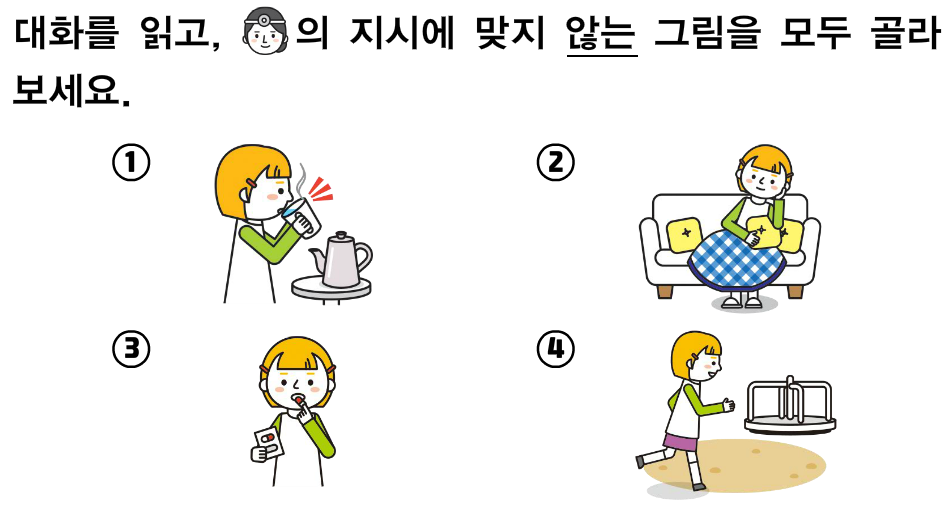 대화를 읽고, 의 지시에 맞지 않는 그림을 모두 골라
보세요.
① ②
③ ④